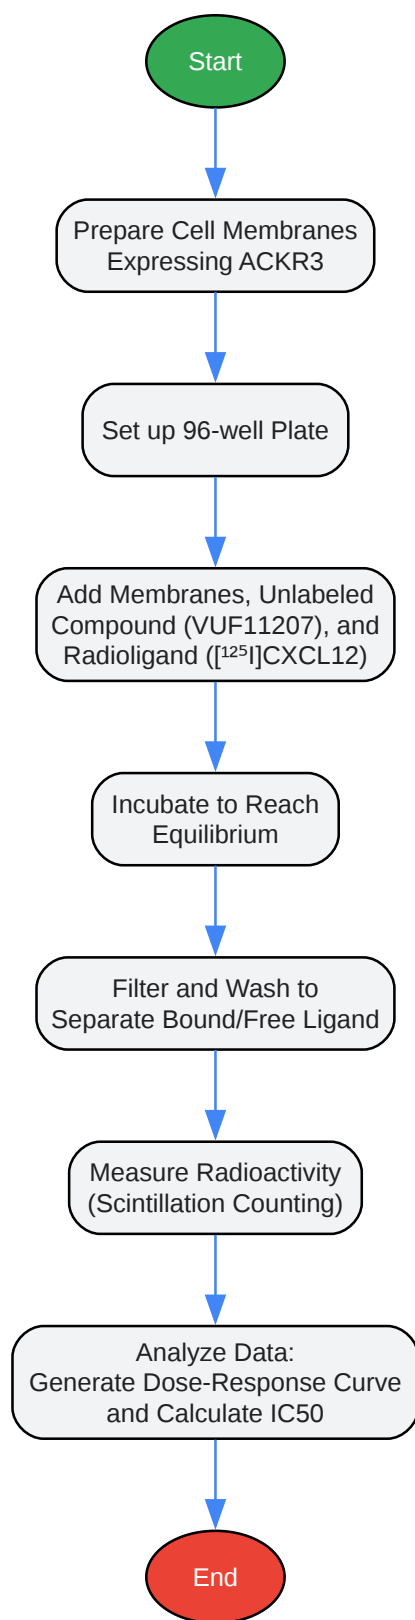 Start
Prepare Cell Membranes
Expressing ACKR3
Set up 96-well Plate
Add Membranes, Unlabeled
Compound (VUF11207), and
Radioligand ([¹²⁵I]CXCL12)
Incubate to Reach
Equilibrium
Filter and Wash to
Separate Bound/Free Ligand
Measure Radioactivity
(Scintillation Counting)
Analyze Data:
Generate Dose-Response Curve
and Calculate IC50
End